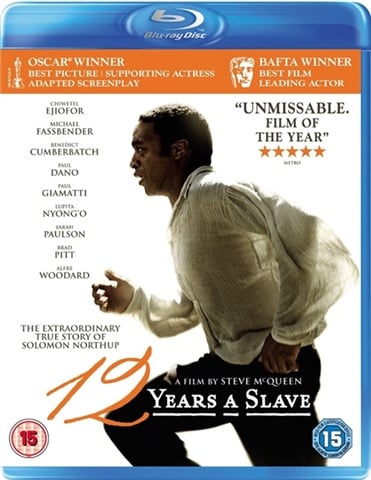 Blu-ray Disc
OSCAR® WINNER
BEST PICTURE | SUPPORTING ACTRESS
ADAPTED SCREENPLAY
BAFTA WINNER
BEST FILM
LEADING ACTOR
CHIWETEL
EJIOFOR
MICHAEL
FASSBENDER
BENEDICT
CUMBERBATCH
PAUL
DANO
PAUL
GIAMATTI
LUPITA
NYONG'O
SARAH
PAULSON
BRAD
PITT
ALFRE
WOODARD
"UNMISSABLE.
FILM OF
THE YEAR"
METRO
THE EXTRAORDINARY
TRUE STORY OF
SOLOMON NORTHUP
A FILM BY STEVE McQUEEN
12
YEARS A SLAVE
15
15